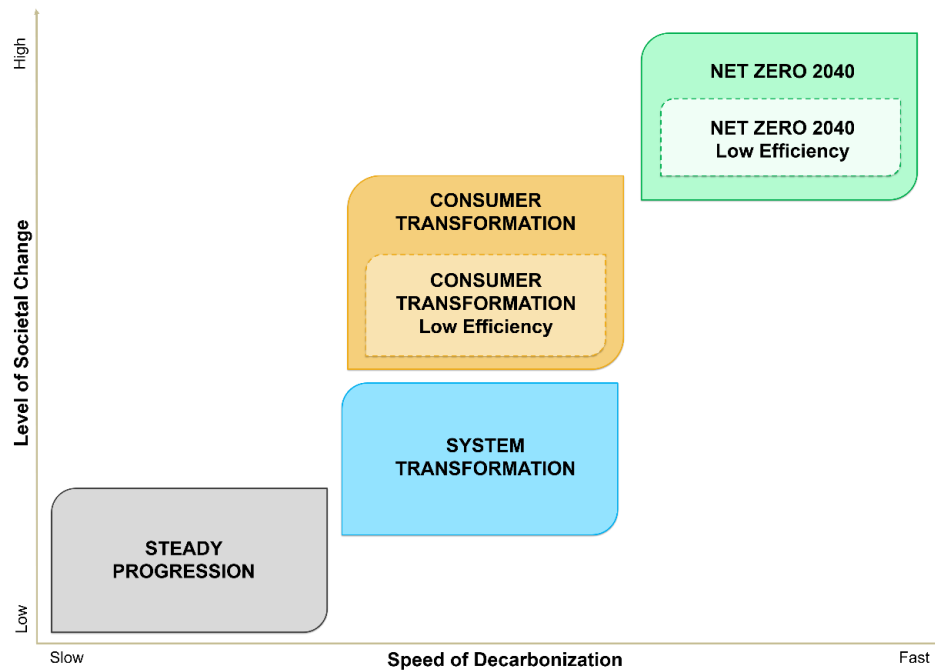 High
NET ZERO 2040
NET ZERO 2040
Low Efficiency
CONSUMER
TRANSFORMATION
CONSUMER
TRANSFORMATION
Low Efficiency
Level of Societal Change
SYSTEM
TRANSFORMATION
STEADY
PROGRESSION
Low
Slow
Speed of Decarbonization
Fast